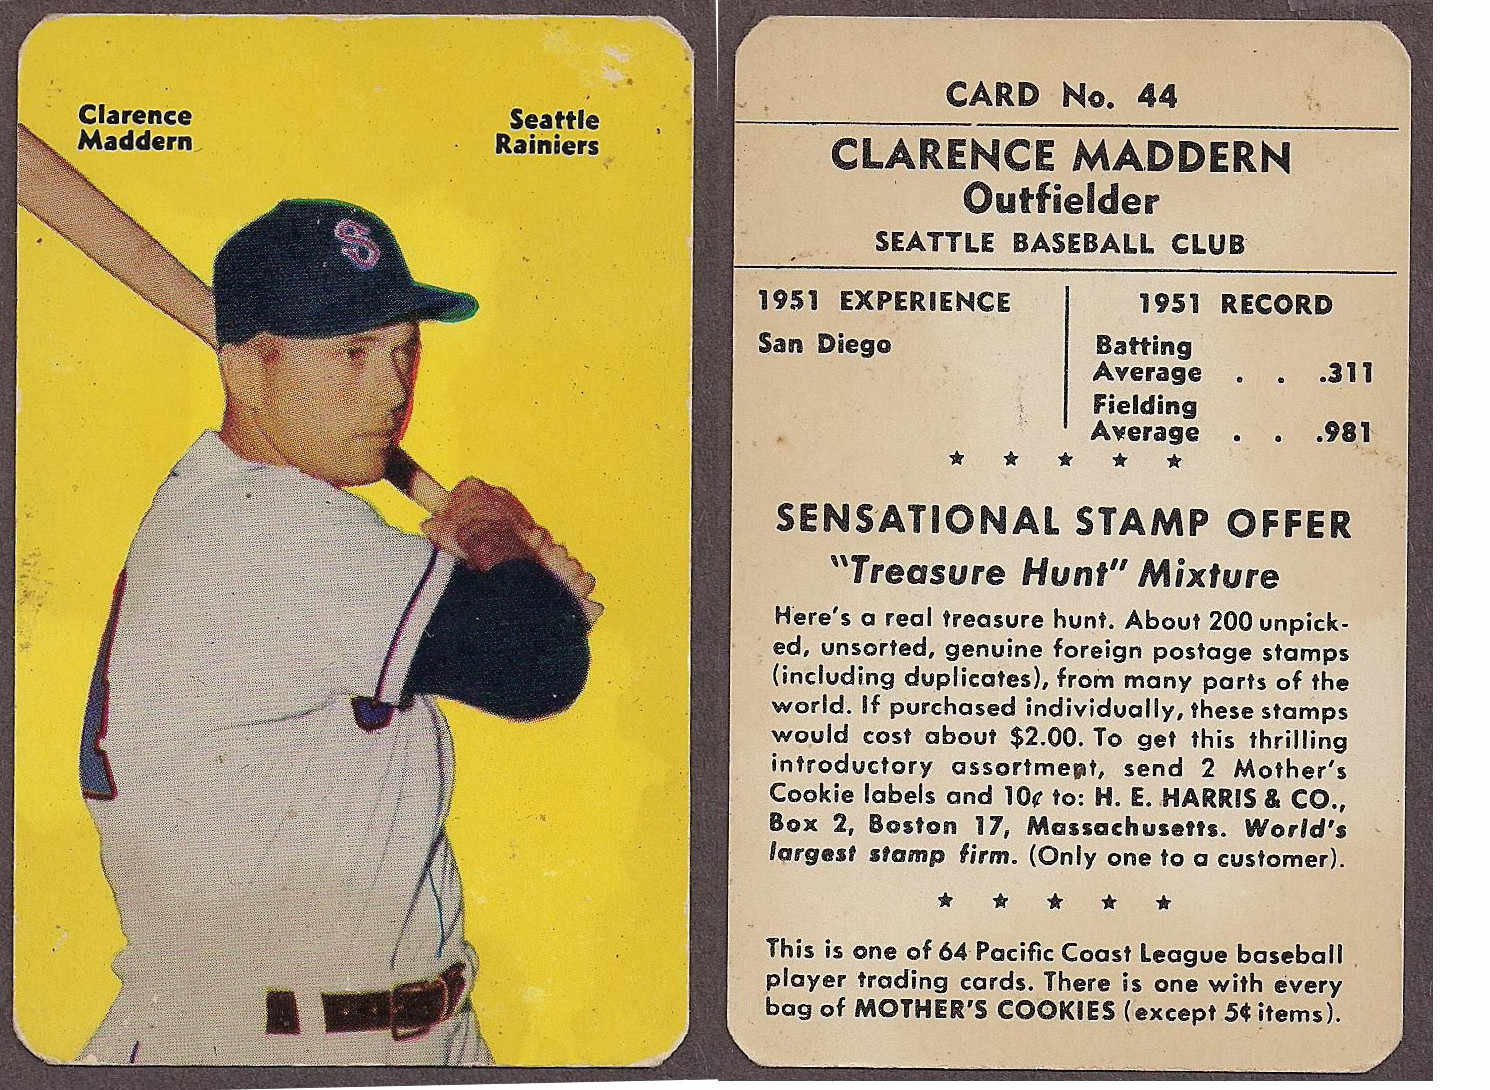 Clarence
Maddern
Seattle
Rainiers
S
CARD No. 44
CLARENCE MADDERN
Outfielder
SEATTLE BASEBALL CLUB
1951 EXPERIENCE
San Diego
1951 RECORD
Batting
Average . . .311
Fielding
Average . . .981
SENSATIONAL STAMP OFFER
"Treasure Hunt" Mixture
Here's a real treasure hunt. About 200 unpick-
ed, unsorted, genuine foreign postage stamps
(including duplicates), from many parts of the
world. If purchased individually, these stamps
would cost about $2.00. To get this thrilling
introductory assortment, send 2 Mother's
Cookie labels and 10¢ to: H. E. HARRIS & CO.,
Box 2, Boston 17, Massachusetts. World's
largest stamp firm. (Only one to a customer).
This is one of 64 Pacific Coast League baseball
player trading cards. There is one with every
bag of MOTHER'S COOKIES (except 5¢ items).